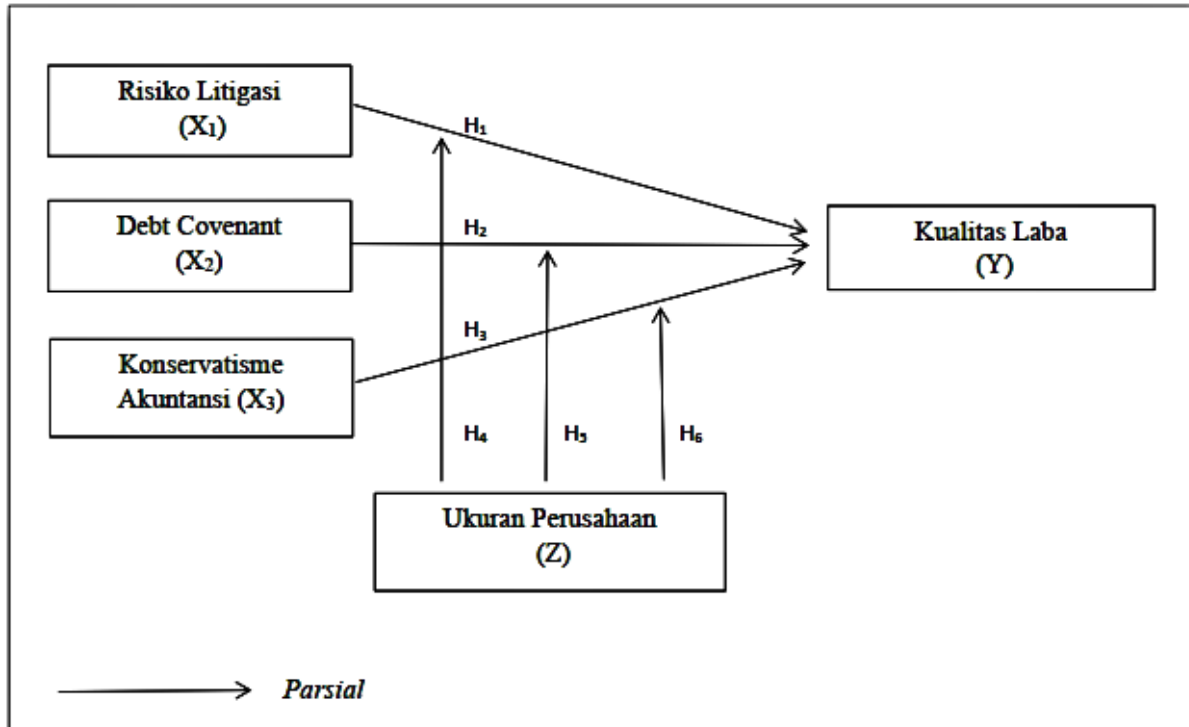 Risiko Litigasi
(X₁)
H₁
Debt Covenant
(X₂)
H₂
Kualitas Laba
(Y)
H₃
Konservatisme
Akuntansi (X₃)
H₄
H₅
H₆
Ukuran Perusahaan
(Z)
Parsial